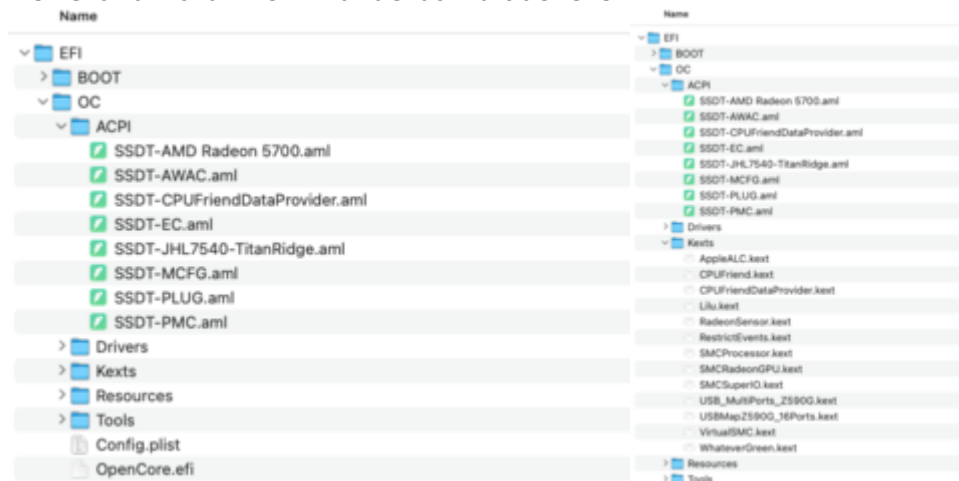 Name
EFI
BOOT
OC
ACPI
SSDT-AMD Radeon 5700.aml
SSDT-AWAC.aml
SSDT-CPUFriendDataProvider.aml
SSDT-EC.aml
SSDT-JHL7540-TitanRidge.aml
SSDT-MCFG.aml
SSDT-PLUG.aml
SSDT-PMC.aml
Drivers
Kexts
Resources
Tools
Config.plist
OpenCore.efi
Name
EFI
BOOT
OC
ACPI
SSDT-AMD Radeon 5700.aml
SSDT-AWAC.aml
SSDT-CPUFriendDataProvider.aml
SSDT-EC.aml
SSDT-JHL7540-TitanRidge.aml
SSDT-MCFG.aml
SSDT-PLUG.aml
SSDT-PMC.aml
Drivers
Kexts
AppleALC.kext
CPUFriend.kext
CPUFriendDataProvider.kext
Lilu.kext
RadeonSensor.kext
RestrictEvents.kext
SMCProcessor.kext
SMCRadeonGPU.kext
SMCSuperIO.kext
USB_MultiPorts_Z590G.kext
USBMapZ590G_16Ports.kext
VirtualSMC.kext
WhateverGreen.kext
Resources
Tools